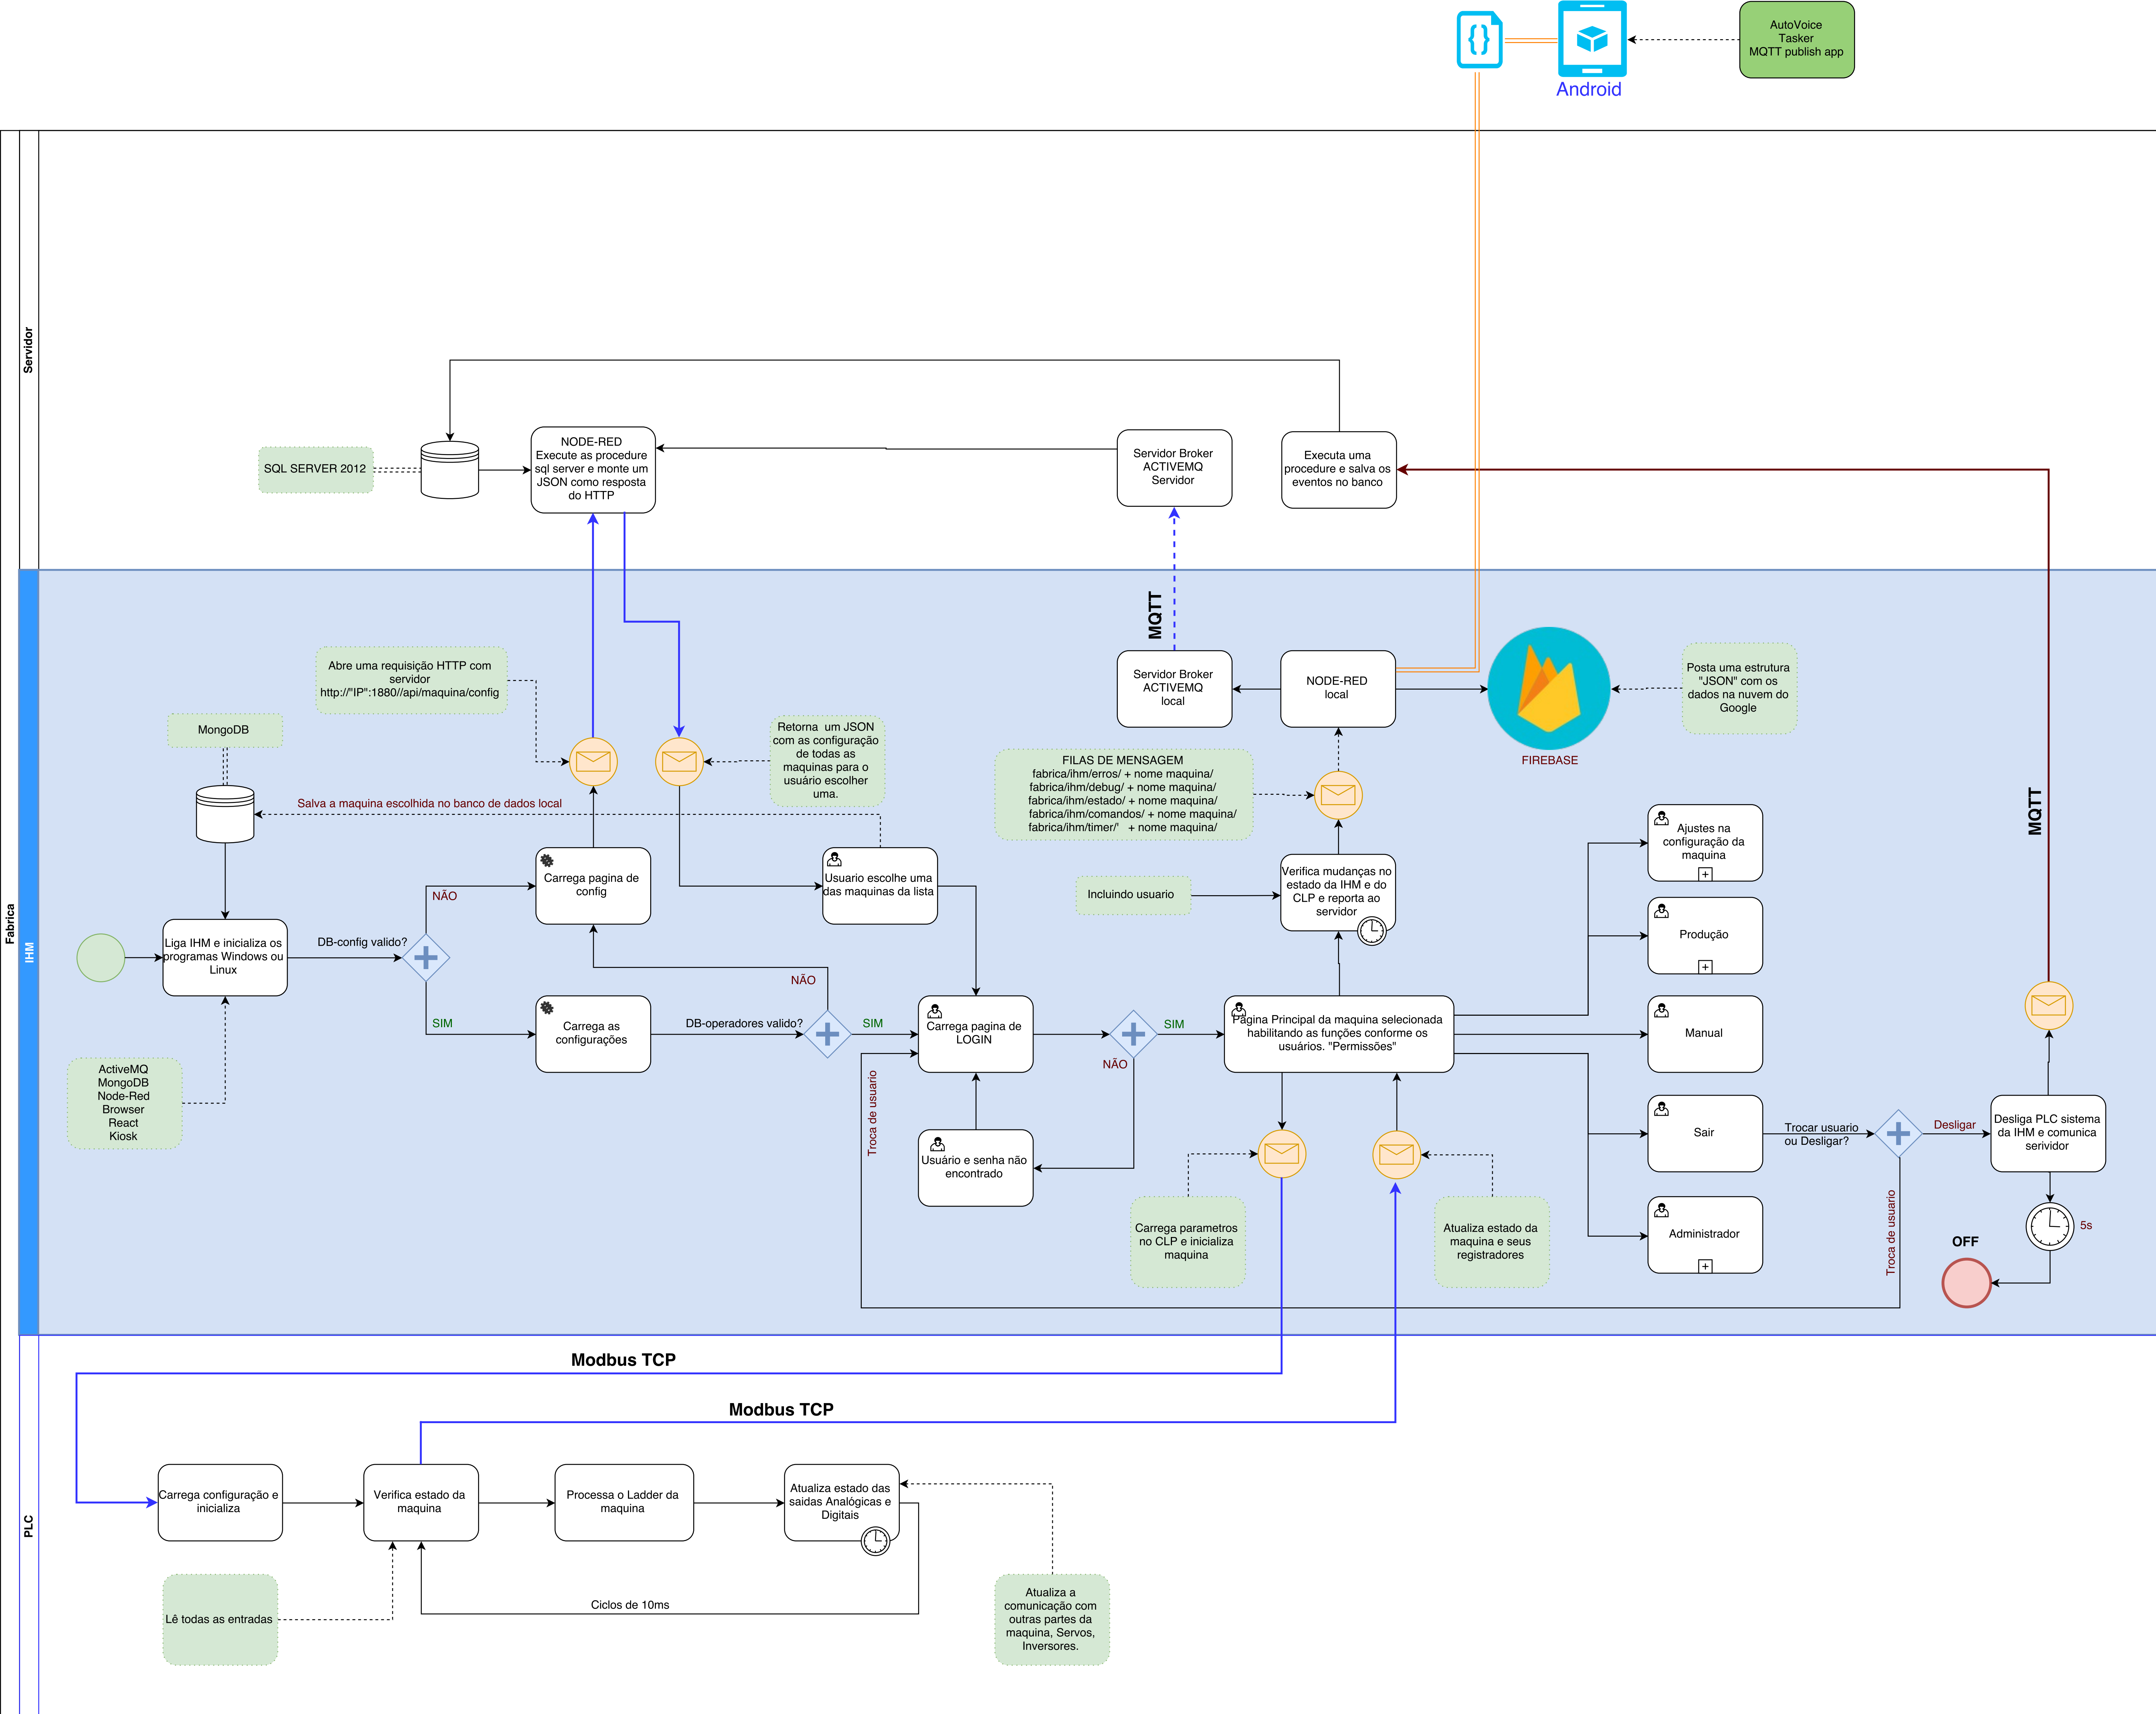 AutoVoice
Tasker
MQTT publish app
Android
Fabrica
Servidor
SQL SERVER 2012
NODE-RED
Execute as procedure
sql server e monte um
JSON como resposta
do HTTP
Servidor Broker
ACTIVEMQ
Servidor
Executa uma
procedure e salva os
eventos no banco
IHM
Abre uma requisição HTTP com
servidor
http://"IP":1880//api/maquina/config
MongoDB
Retorna um JSON
com as configuração
de todas as
maquinas para o
usuário escolher
uma.
Salva a maquina escolhida no banco de dados local
MQTT
Servidor Broker
ACTIVEMQ
local
NODE-RED
local
FIREBASE
Posta uma estrutura
"JSON" com os
dados na nuvem do
Google
FILAS DE MENSAGEM
fabrica/ihm/erros/ + nome maquina/
fabrica/ihm/debug/ + nome maquina/
fabrica/ihm/estado/ + nome maquina/
fabrica/ihm/comandos/ + nome maquina/
fabrica/ihm/timer/' + nome maquina/
MQTT
Liga IHM e inicializa os
programas Windows ou
Linux
DB-config valido?
NÃO
SIM
Carrega pagina de
config
Usuario escolhe uma
das maquinas da lista
Incluindo usuario
Verifica mudanças no
estado da IHM e do
CLP e reporta ao
servidor
Ajustes na
configuração da
maquina
Produção
Carrega as
configurações
DB-operadores valido?
NÃO
SIM
Carrega pagina de
LOGIN
SIM
NÃO
Pagina Principal da maquina selecionada
habilitando as funções conforme os
usuários. "Permissões"
Manual
ActiveMQ
MongoDB
Node-Red
Browser
React
Kiosk
Troca de usuario
Usuário e senha não
encontrado
Sair
Trocar usuario
ou Desligar?
Desligar
Desliga PLC sistema
da IHM e comunica
serividor
Carrega parametros
no CLP e inicializa
maquina
Atualiza estado da
maquina e seus
registradores
Administrador
Troca de usuario
5s
OFF
PLC
Modbus TCP
Modbus TCP
Carrega configuração e
inicializa
Verifica estado da
maquina
Processa o Ladder da
maquina
Atualiza estado das
saidas Analógicas e
Digitais
Lê todas as entradas
Ciclos de 10ms
Atualiza a
comunicação com
outras partes da
maquina, Servos,
Inversores.